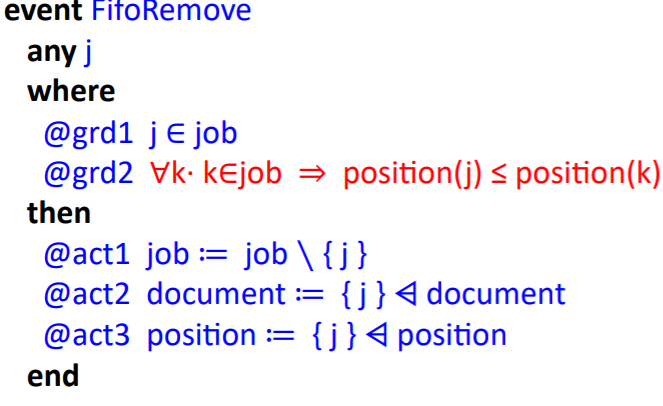 event FifoRemove
any j
where
@grd1 j ∈ job
@grd2 ∀k· k∈job ⇒ position(j) ≤ position(k)
then
@act1 job ≔ job \ { j }
@act2 document ≔ { j } ⩤ document
@act3 position ≔ { j } ⩤ position
end